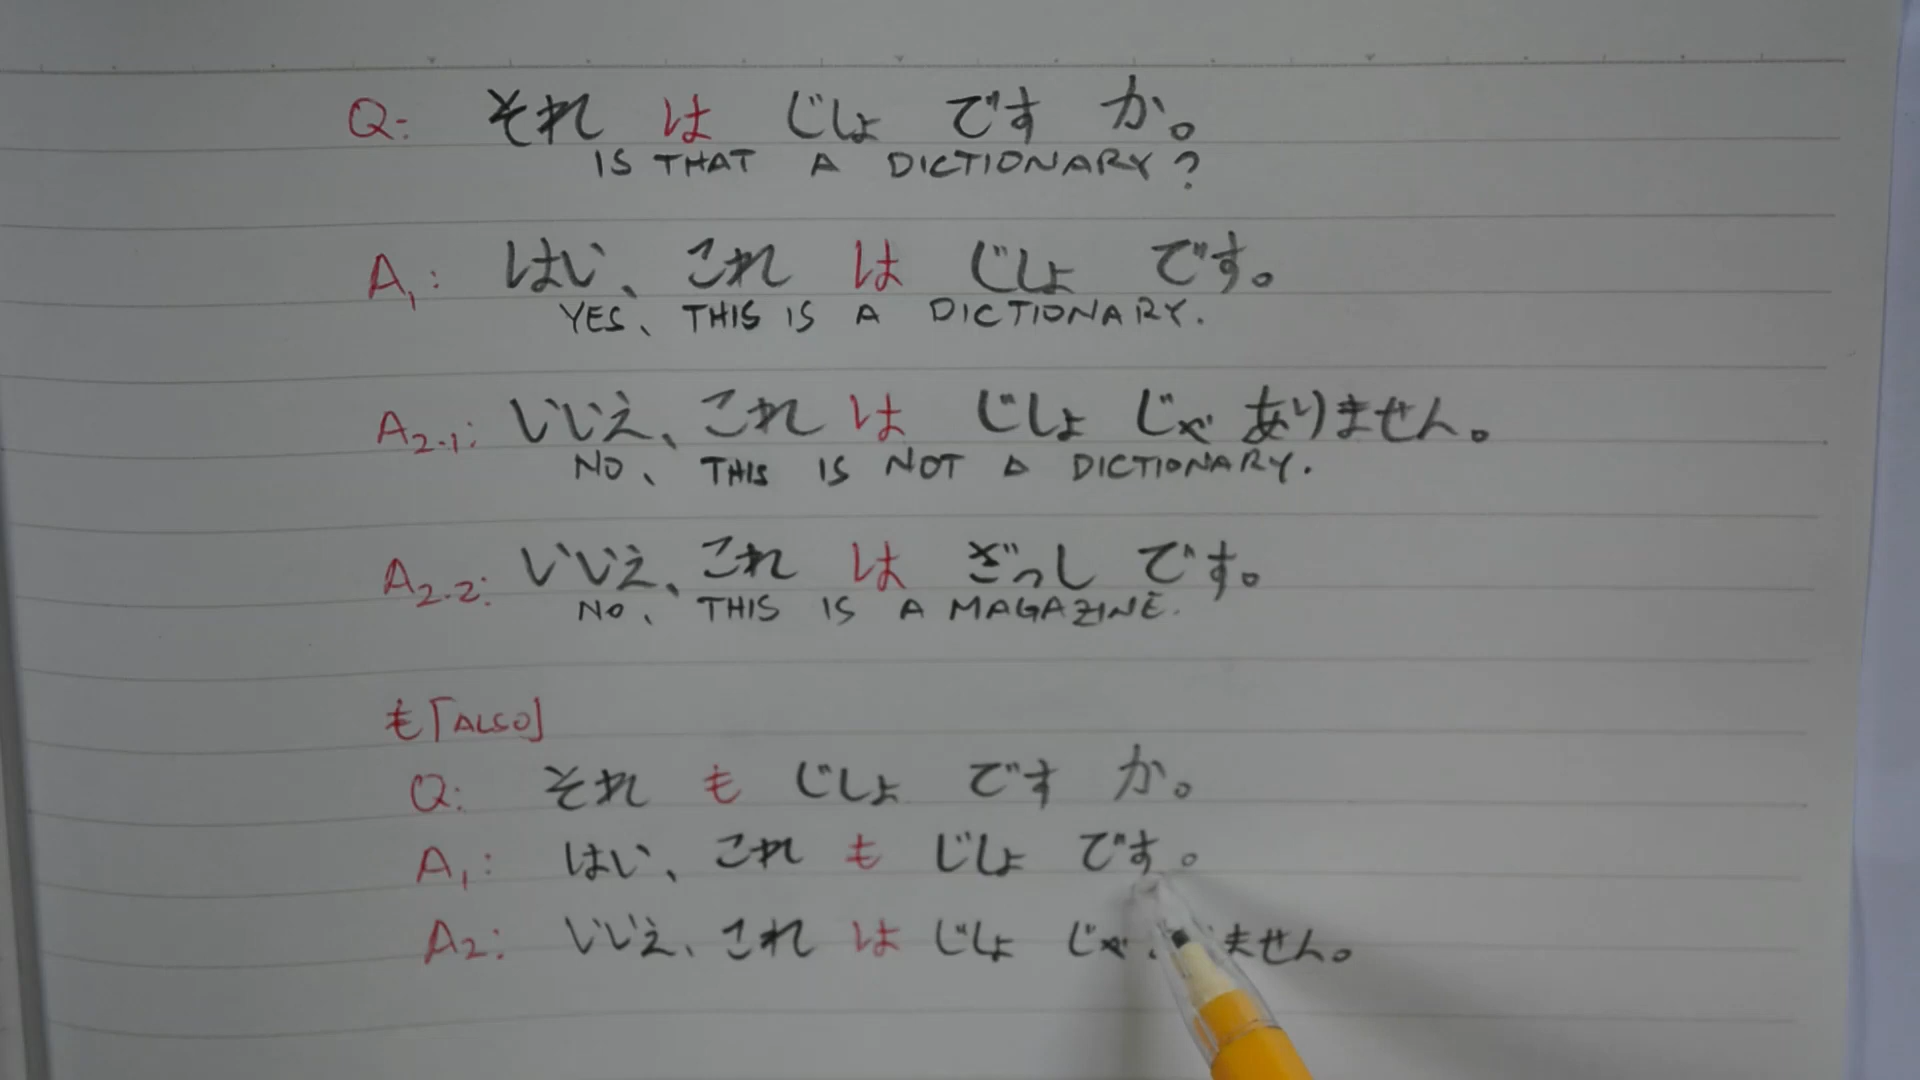 Q: それ は じしょ です か。
IS THAT A DICTIONARY?
A1: はい、これ は じしょ です。
YES、THIS IS A DICTIONARY.
A2-1: いいえ、これ は じしょ じゃ ありません。
NO、THIS IS NOT A DICTIONARY.
A2-2: いいえ、これ は ざっし です。
NO、THIS IS A MAGAZINE.
も「ALSO」
Q: それ も じしょ です か。
A1: はい、これ も じしょ です。
A2: いいえ、これ は じしょ じゃ ません。